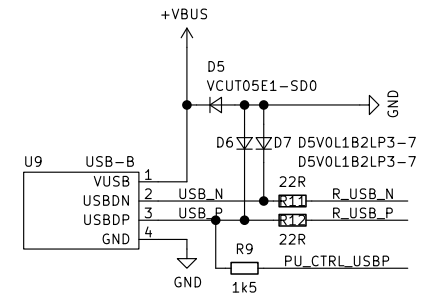 +VBUS
D5
VCUT05E1-SD0
GND
D6
D7 D5V0L1B2LP3-7
D5V0L1B2LP3-7
U9 USB-B
VUSB 1
USBDN 2 USB_N
USBDP 3 USB_P
GND 4
22R
R11 R_USB_N
R12 R_USB_P
22R
GND
R9
1k5
PU_CTRL_USBP